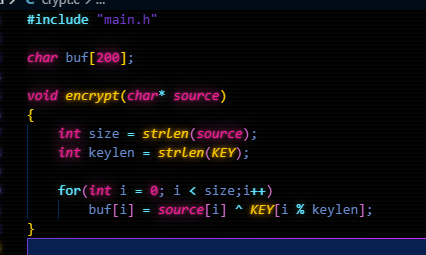 #include "main.h"
char buf[200];
void encrypt(char* source)
{
int size = strlen(source);
int keylen = strlen(KEY);
for(int i = 0; i < size;i++)
buf[i] = source[i] ^ KEY[i % keylen];
}